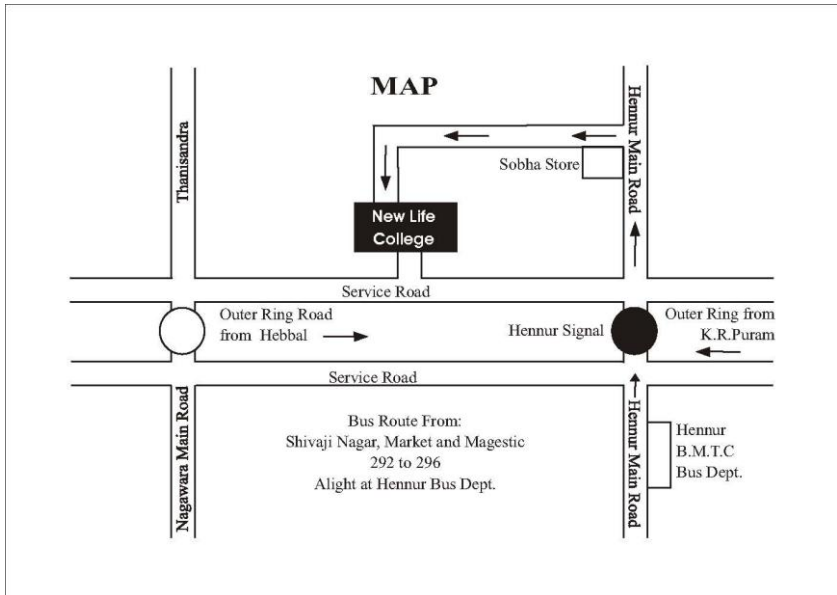 MAP
Thanisandra
Hennur Main Road
Sobha Store
New Life
College
Service Road
Outer Ring Road
from Hebbal
Hennur Signal
Outer Ring from
K.R.Puram
Service Road
Nagawara Main Road
Bus Route From:
Shivaji Nagar, Market and Magestic
292 to 296
Alight at Hennur Bus Dept.
Hennur Main Road
Hennur
B.M.T.C
Bus Dept.